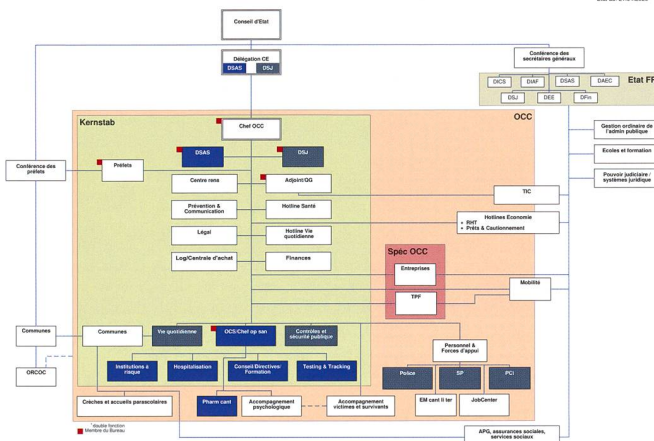 Conseil d'Etat
Délégation CE
DSAS
DSJ
Conférence des
secrétaires généraux
DICS
DIAF
DSAS
DAEC
DSJ
DEE
DFin
Etat FR
Kernstab
OCC
Chef OCC
DSAS
DSJ
Gestion ordinaire de
l'admin publique
Ecoles et formation
Pouvoir judiciaire /
systèmes juridique
Conférence des
préfets
Préfets
Centre rens
Adjoint/QG
TIC
Prévention &
Communication
Hotline Santé
Hotlines Economie
• RHT
• Prêts & Cautionnement
Légal
Hotline Vie
quotidienne
Log/Centrale d'achat
Finances
Spéc OCC
Entreprises
TPF
Mobilité
Communes
Communes
Vie quotidienne
OCS/Chef op san
Contrôles et
sécurité publique
ORCOC
Personnel &
Forces d'appui
Institutions à
risque
Hospitalisation
Conseil/Directives/
Formation
Testing & Tracking
Police
SP
PCi
Crèches et accueils parascolaires
Pharm cant
Accompagnement
psychologique
Accompagnement
victimes et survivants
EM cant li ter
JobCenter
* double fonction
Membre du Bureau
APG, assurances sociales,
services sociaux